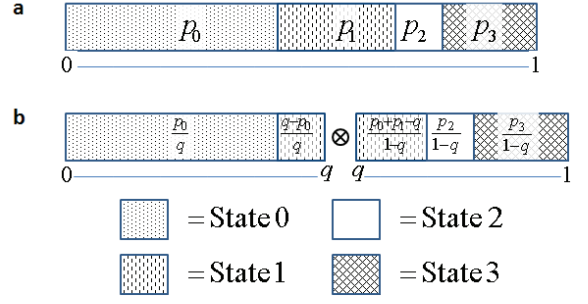 a
p₀ p₁ p₂ p₃
0 1
b
p₀/q q-p₀/q ⊗ p₀+p₁-q/1-q p₂/1-q p₃/1-q
0 q q 1
= State 0 = State 2
= State 1 = State 3